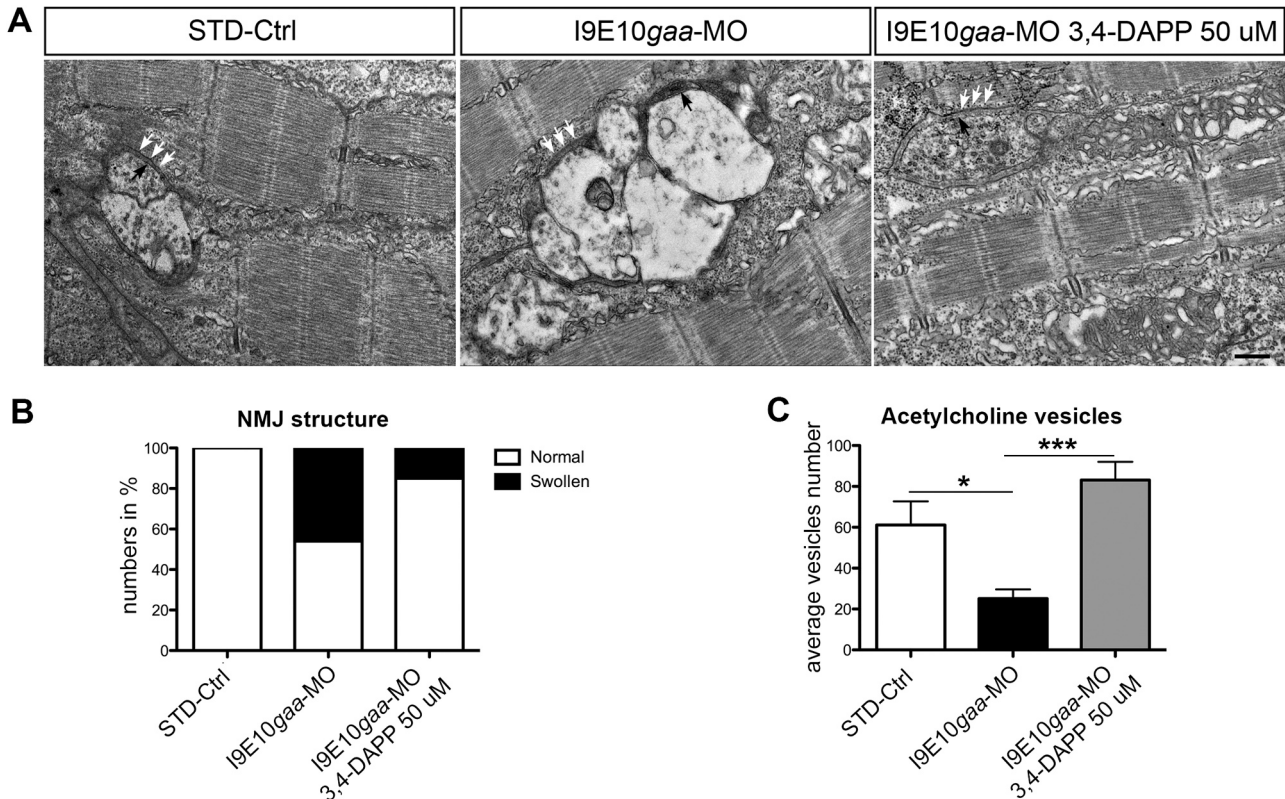 A
STD-Ctrl
I9E10gaa-MO
I9E10gaa-MO 3,4-DAPP 50 uM
B
NMJ structure
numbers in %
100
80
60
40
20
0
STD-Ctrl
I9E10gaa-MO
I9E10gaa-MO
3,4-DAPP 50 uM
Normal
Swollen
C
Acetylcholine vesicles
average vesicles number
100
80
60
40
20
0
*
***
STD-Ctrl
I9E10gaa-MO
I9E10gaa-MO
3,4-DAPP 50 uM